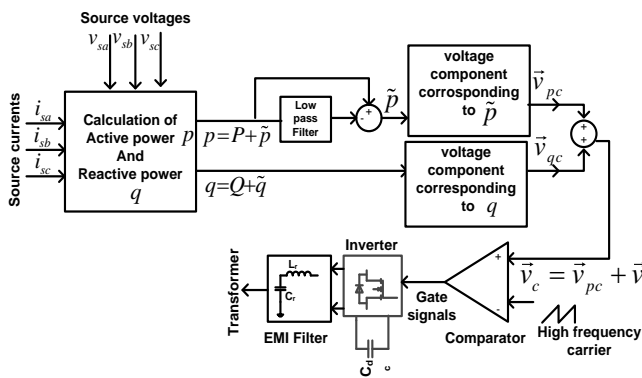 Source voltages
v_sa v_sb v_sc
Source currents
i_sa
i_sb
i_sc
Calculation of
Active power p
And
Reactive power
q
p=P+p̃
q=Q+q̃
Low
pass
Filter
- +
p̃
voltage
component
corrosponding
to p̃
v⃗_pc
voltage
component
corresponding
to q
v⃗_qc
+
+
Transformer
L_r
C_r
EMI Filter
Inverter
C_d
c
Gate
signals
+
-
Comparator
v⃗_c = v⃗_pc + v⃗
High frequency
carrier